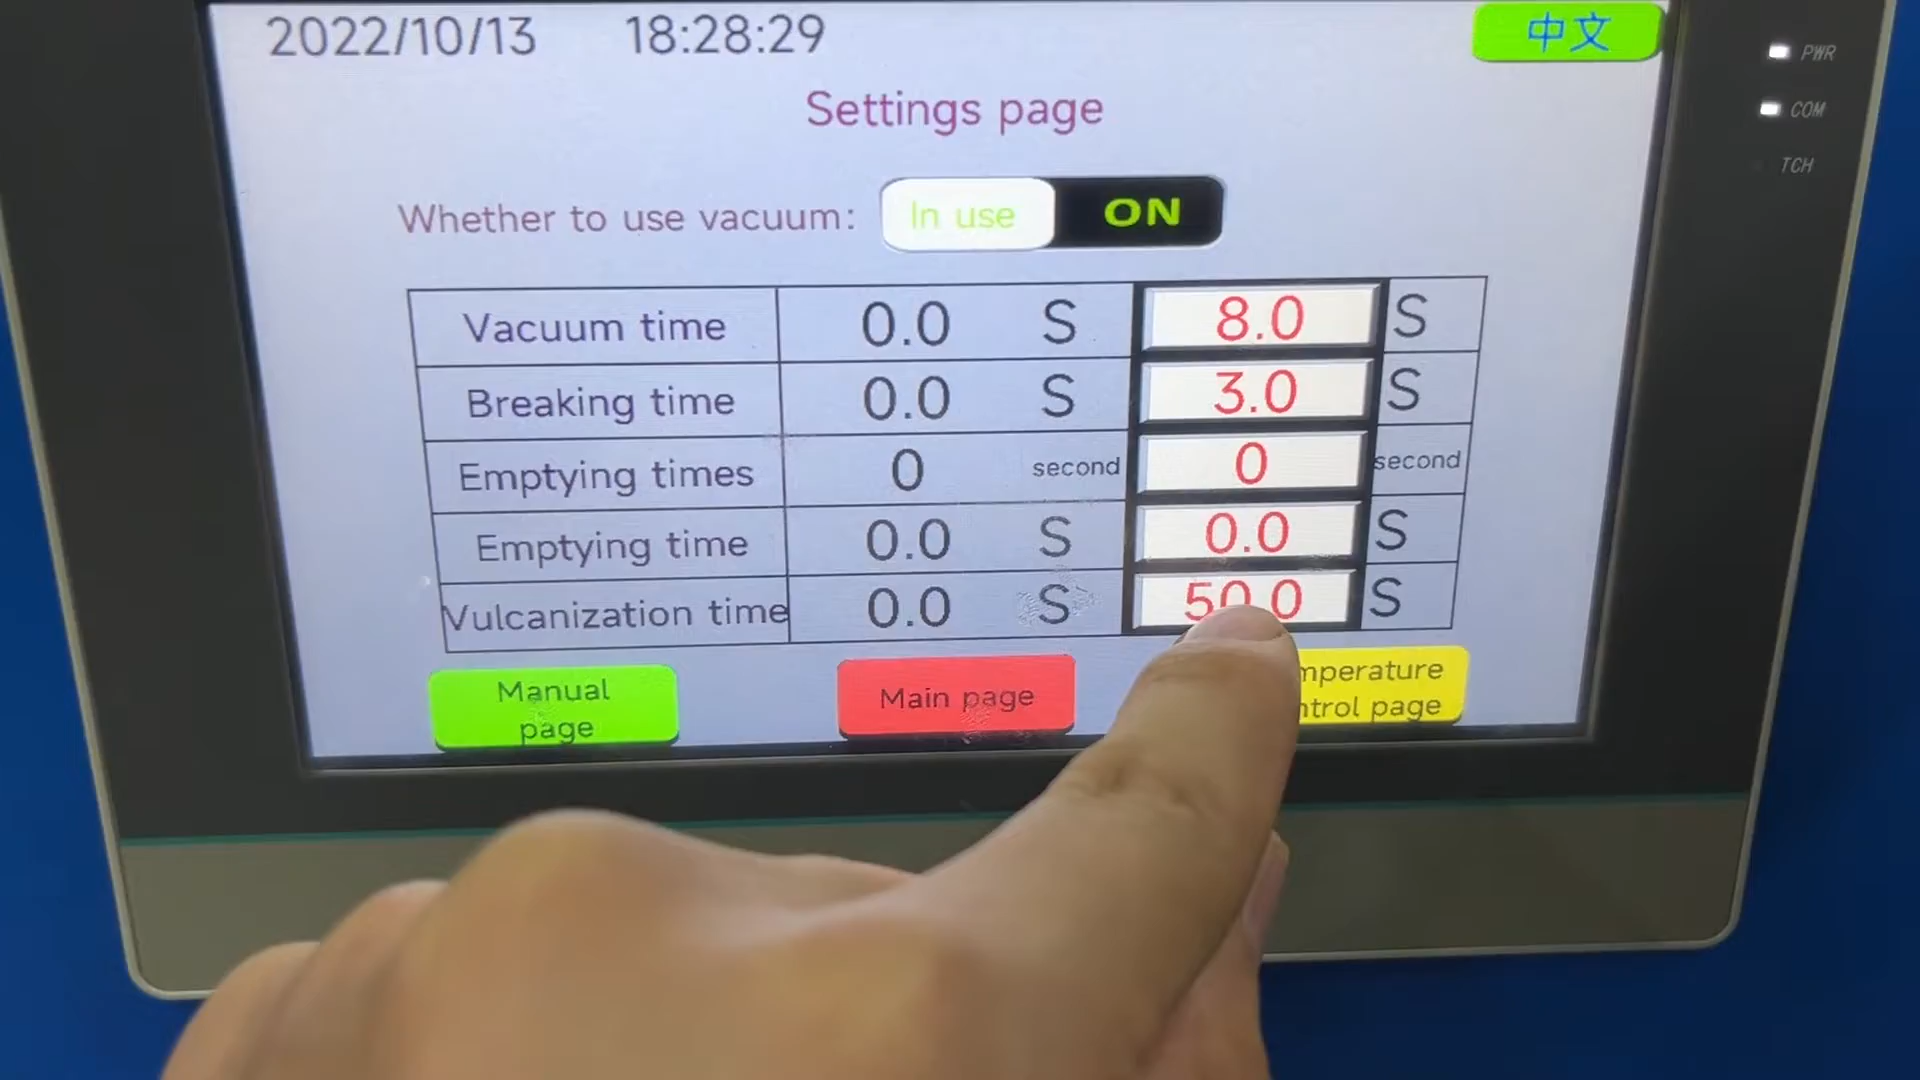 2022/10/13 18:28:29 中文
PWR
COM
TCH
Settings page
Whether to use vacuum: In use ON
Vacuum time 0.0 S 8.0 S
Breaking time 0.0 S 3.0 S
Emptying times 0 second 0 second
Emptying time 0.0 S 0.0 S
Vulcanization time 0.0 S 50.0 S
Manual
page
Main page
mperature
ntrol page